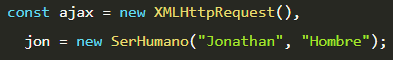 const ajax = new XMLHttpRequest(),
jon = new SerHumano("Jonathan", "Hombre");